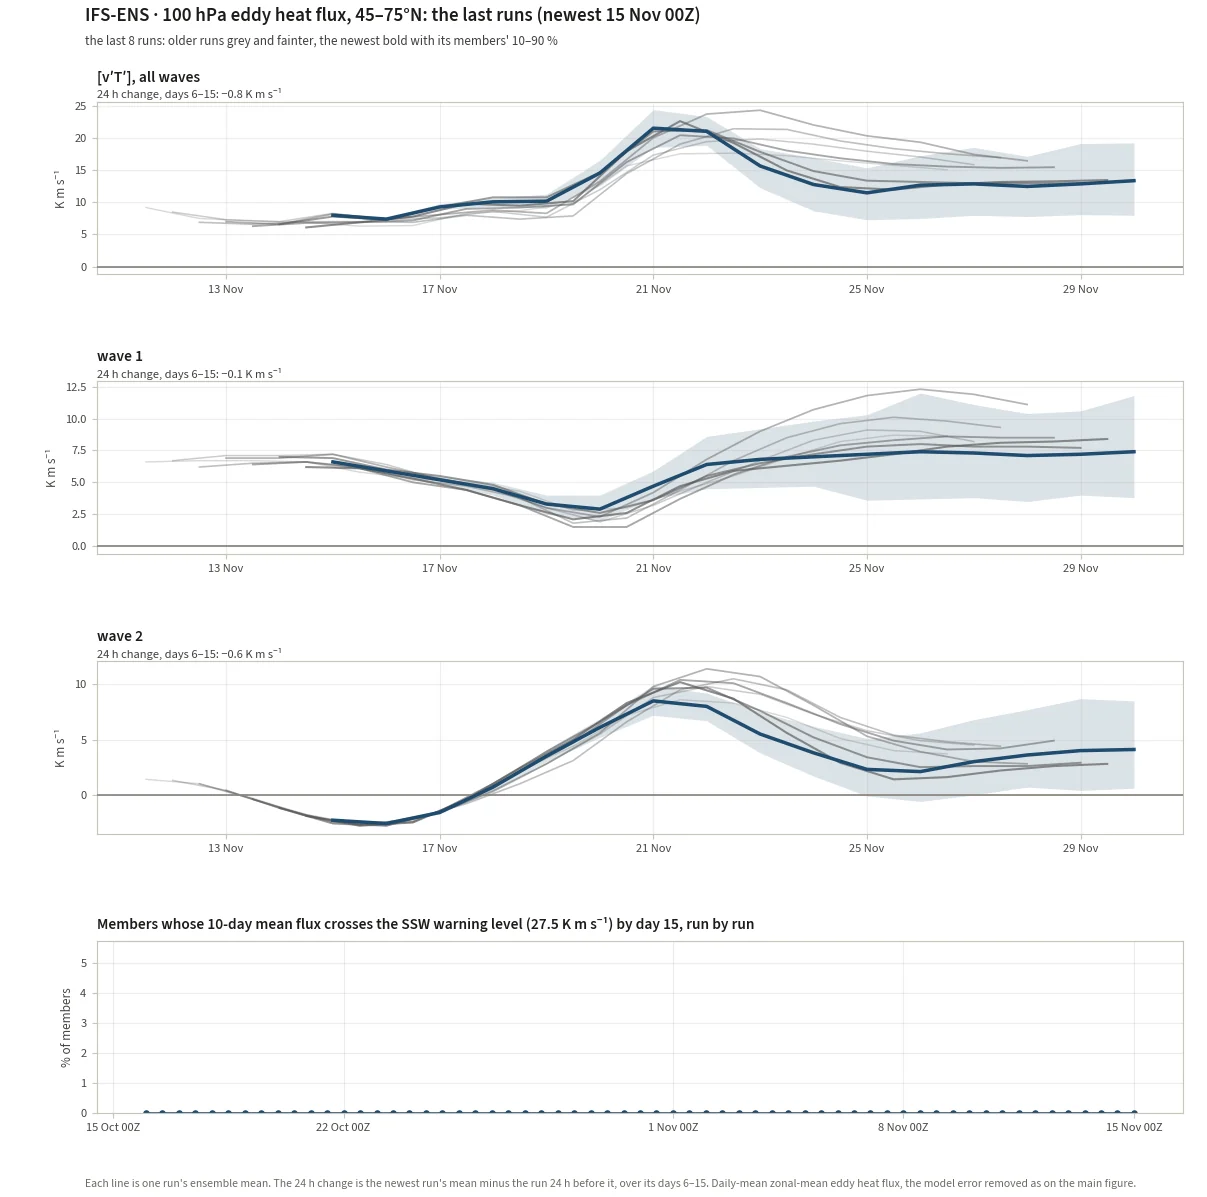 IFS-ENS · 100 hPa eddy heat flux, 45–75°N: the last runs (newest 15 Nov 00Z)
the last 8 runs: older runs grey and fainter, the newest bold with its members' 10–90 %
[v′T′], all waves
24 h change, days 6–15: −0.8 K m s⁻¹
25
20
15
10
5
0
K m s⁻¹
13 Nov 17 Nov 21 Nov 25 Nov 29 Nov
wave 1
24 h change, days 6–15: −0.1 K m s⁻¹
12.5
10.0
7.5
5.0
2.5
0.0
K m s⁻¹
13 Nov 17 Nov 21 Nov 25 Nov 29 Nov
wave 2
24 h change, days 6–15: −0.6 K m s⁻¹
10
5
0
K m s⁻¹
13 Nov 17 Nov 21 Nov 25 Nov 29 Nov
Members whose 10-day mean flux crosses the SSW warning level (27.5 K m s⁻¹) by day 15, run by run
5
4
3
2
1
0
% of members
15 Oct 00Z 22 Oct 00Z 1 Nov 00Z 8 Nov 00Z 15 Nov 00Z
Each line is one run's ensemble mean. The 24 h change is the newest run's mean minus the run 24 h before it, over its days 6–15. Daily-mean zonal-mean eddy heat flux, the model error removed as on the main figure.